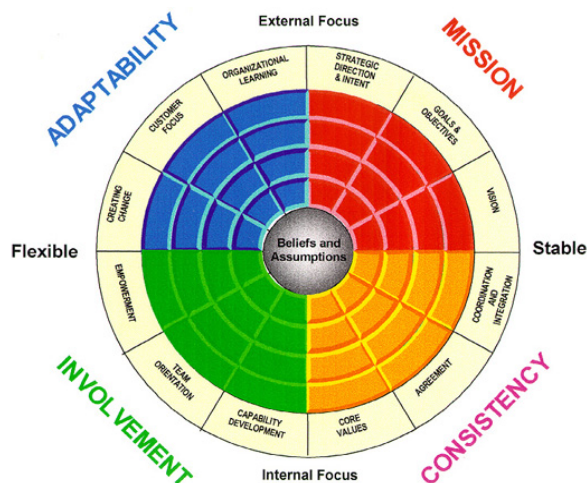 External Focus
ADAPTABILITY
MISSION
ORGANIZATIONAL
LEARNING
STRATEGIC
DIRECTION
& INTENT
CUSTOMER
FOCUS
GOALS &
OBJECTIVES
CREATING
CHANGE
VISION
Flexible
Beliefs and
Assumptions
Stable
EMPOWERMENT
COORDINATION
AND
INTEGRATION
TEAM
ORIENTATION
AGREEMENT
CAPABILITY
DEVELOPMENT
CORE
VALUES
INVOLVEMENT
CONSISTENCY
Internal Focus